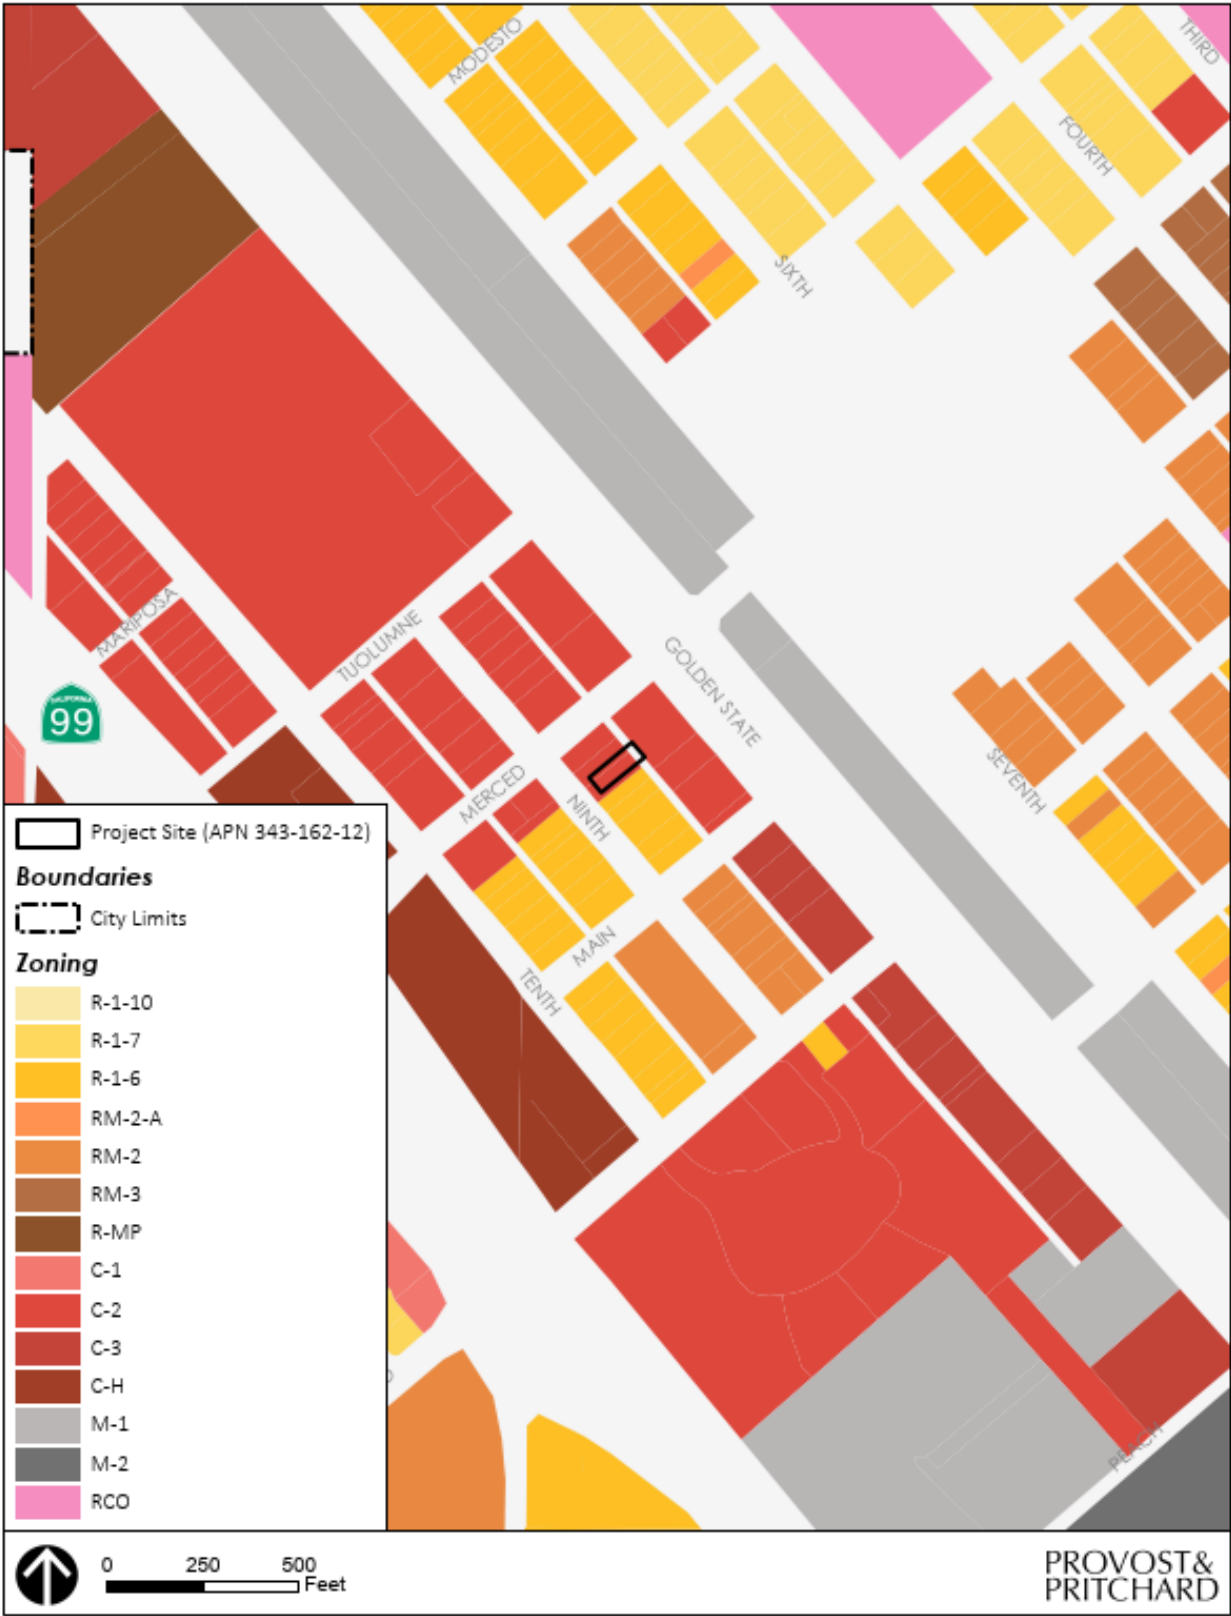 THIRD
MODESTO
FOURTH
SIXTH
MARIPOSA
TUOLUMNE
GOLDEN STATE
CALIFORNIA
99
SEVENTH
MERCED
NINTH
MAIN
TENTH
PEACH
Project Site (APN 343-162-12)
Boundaries
City Limits
Zoning
R-1-10
R-1-7
R-1-6
RM-2-A
RM-2
RM-3
R-MP
C-1
C-2
C-3
C-H
M-1
M-2
RCO
0 250 500
Feet
PROVOST&
PRITCHARD